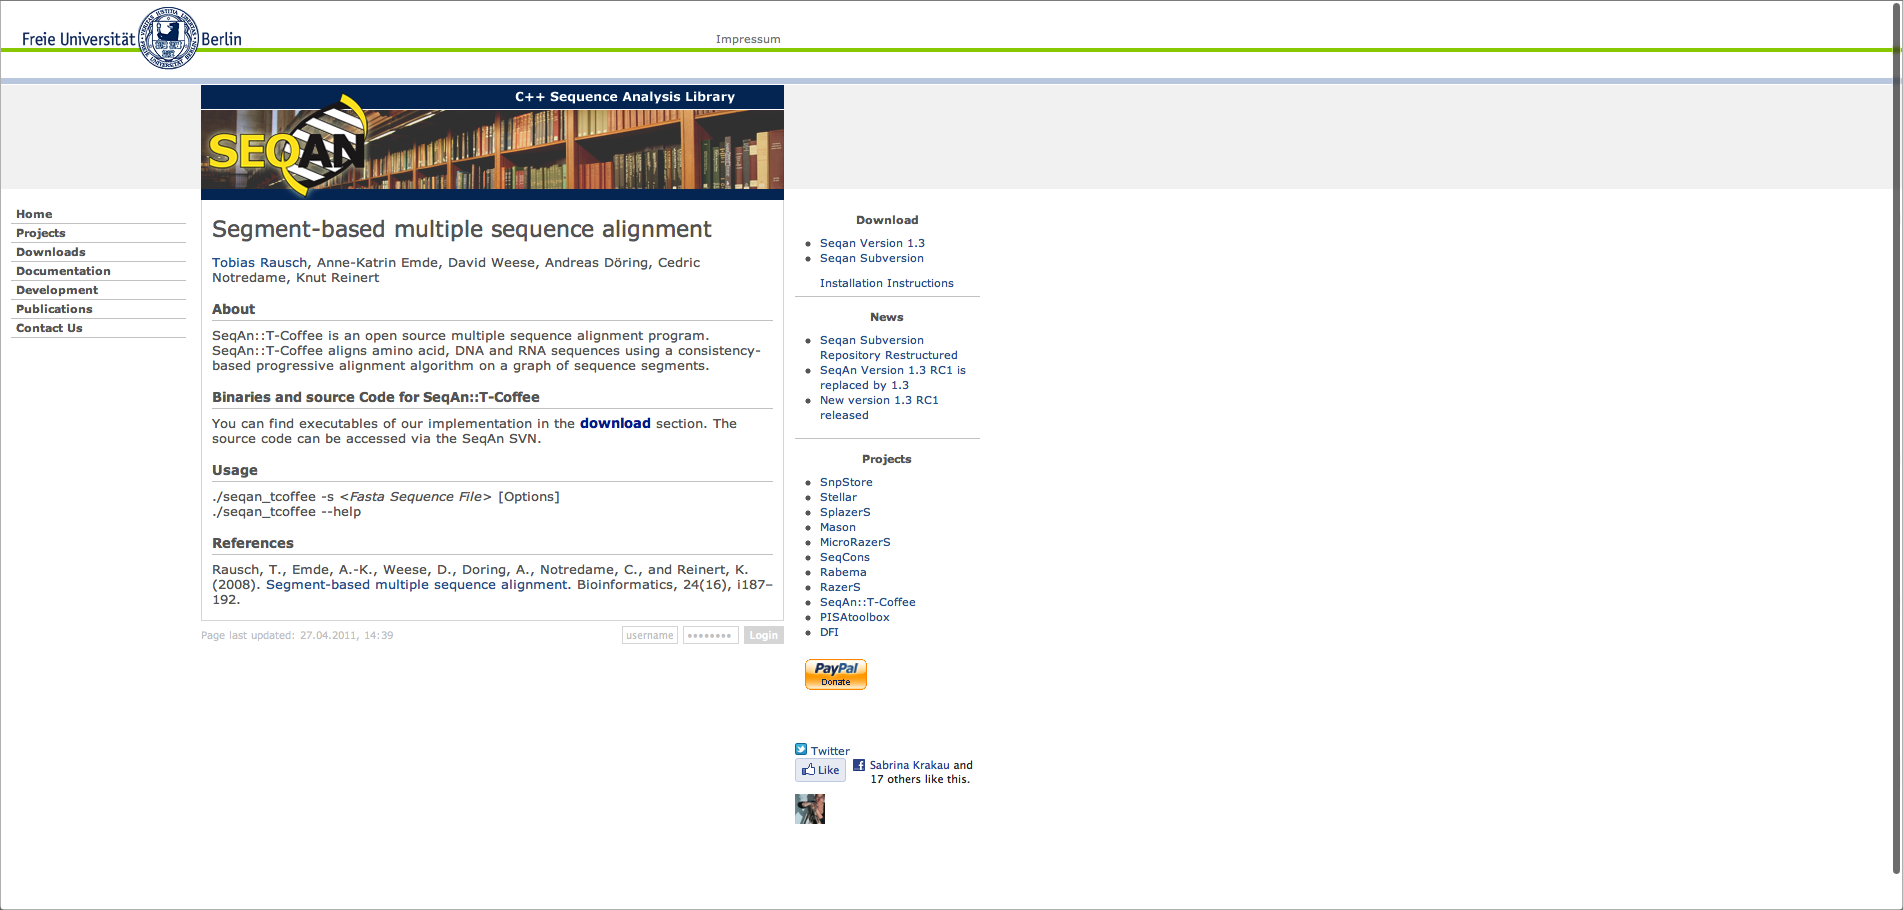 Freie Universität Berlin
Impressum
C++ Sequence Analysis Library
SEQAN
Home
Projects
Downloads
Documentation
Development
Publications
Contact Us
Segment-based multiple sequence alignment
Tobias Rausch, Anne-Katrin Emde, David Weese, Andreas Döring, Cedric
Notredame, Knut Reinert
About
SeqAn::T-Coffee is an open source multiple sequence alignment program.
SeqAn::T-Coffee aligns amino acid, DNA and RNA sequences using a consistency-
based progressive alignment algorithm on a graph of sequence segments.
Binaries and source Code for SeqAn::T-Coffee
You can find executables of our implementation in the download section. The
source code can be accessed via the SeqAn SVN.
Usage
./seqan_tcoffee -s <Fasta Sequence File> [Options]
./seqan_tcoffee --help
References
Rausch, T., Emde, A.-K., Weese, D., Doring, A., Notredame, C., and Reinert, K.
(2008). Segment-based multiple sequence alignment. Bioinformatics, 24(16), i187–
192.
Page last updated: 27.04.2011, 14:39
username
••••••••
Login
Download
Seqan Version 1.3
Seqan Subversion
Installation Instructions
News
Seqan Subversion
Repository Restructured
SeqAn Version 1.3 RC1 is
replaced by 1.3
New version 1.3 RC1
released
Projects
SnpStore
Stellar
SplazerS
Mason
MicroRazerS
SeqCons
Rabema
RazerS
SeqAn::T-Coffee
PISAtoolbox
DFI
PayPal
Donate
Twitter
Like
Sabrina Krakau and
17 others like this.